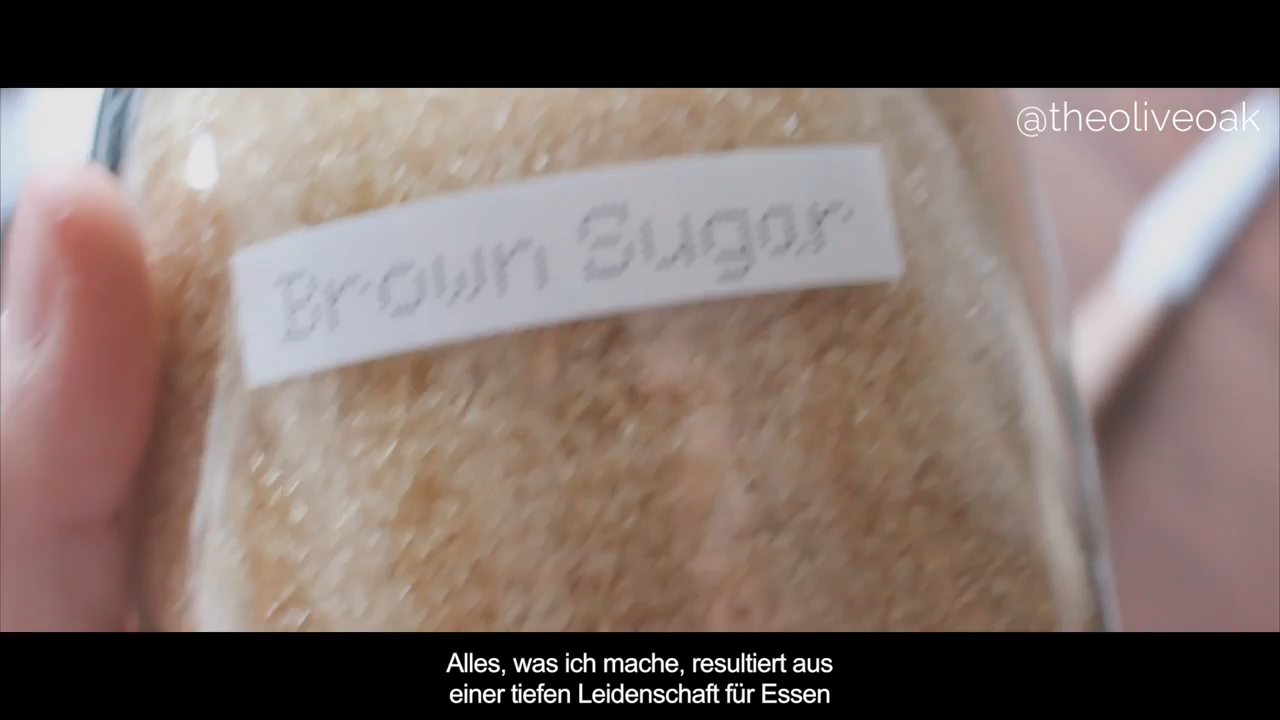 @theoliveoak
Brown Sugar
Alles, was ich mache, resultiert aus
einer tiefen Leidenschaft für Essen